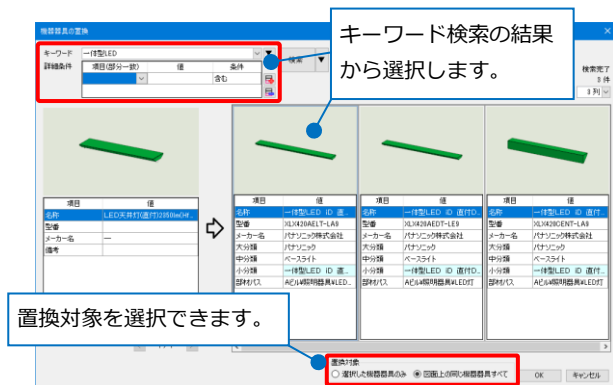 機器器具の置換
×
キーワード 一体型LED 検索 ▼
詳細条件 項目(部分一致) 値 条件
含む
検索完了
3 件
3 列
キーワード検索の結果
から選択します。
項目 値
名称 LED天井灯(直付)2350lm(Hf...
型番
メーカー名 ―
備考
項目 値 項目 値 項目 値
名称 一体型LED ID 直... 名称 一体型LED ID 直付D... 名称 一体型LED ID 直付...
型番 型番 型番
メーカー名 パナソニック株式会社 メーカー名 パナソニック株式会社 メーカー名 パナソニック株式会社
大分類 パナソニック 大分類 パナソニック 大分類 パナソニック
中分類 ベースライト 中分類 ベースライト 中分類 ベースライト
小分類 一体型LED ID 直... 小分類 一体型LED ID 直付D... 小分類 一体型LED ID 直付...
部材パス Aビル¥照明器具¥LED... 部材パス Aビル¥照明器具¥LED... 部材パス Aビル¥照明器具¥LED灯
置換対象を選択できます。
置換対象
選択した機器器具のみ 図面上の同じ機器器具すべて
OK キャンセル